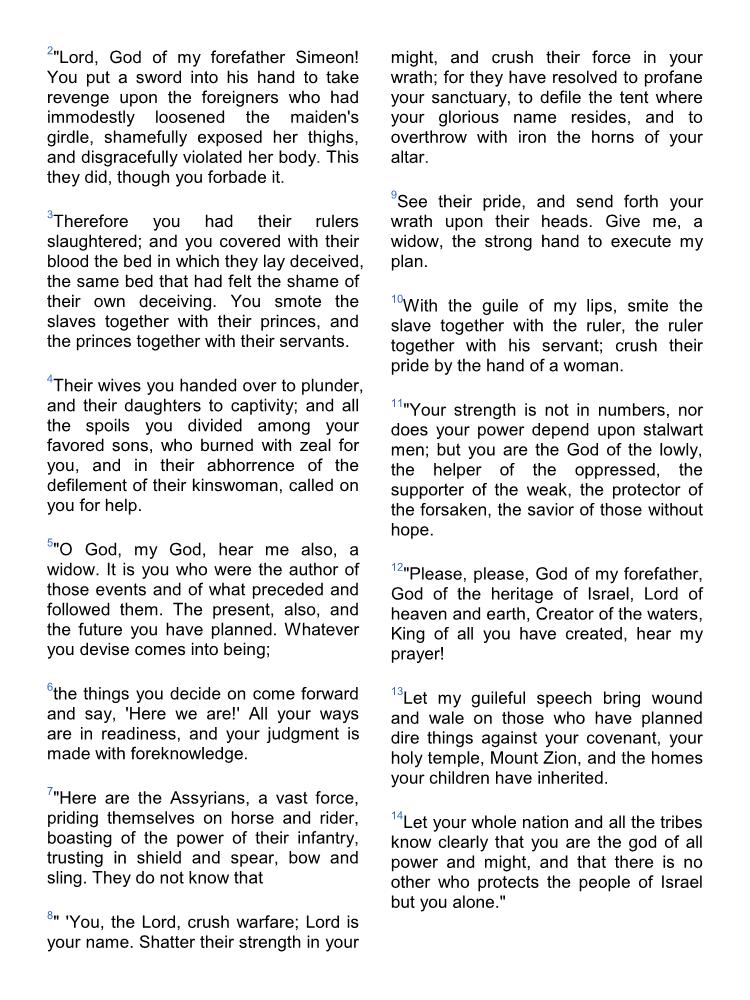 2"Lord, God of my forefather Simeon!
You put a sword into his hand to take
revenge upon the foreigners who had
immodestly loosened the maiden's
girdle, shamefully exposed her thighs,
and disgracefully violated her body. This
they did, though you forbade it.
3Therefore you had their rulers
slaughtered; and you covered with their
blood the bed in which they lay deceived,
the same bed that had felt the shame of
their own deceiving. You smote the
slaves together with their princes, and
the princes together with their servants.
4Their wives you handed over to plunder,
and their daughters to captivity; and all
the spoils you divided among your
favored sons, who burned with zeal for
you, and in their abhorrence of the
defilement of their kinswoman, called on
you for help.
5"O God, my God, hear me also, a
widow. It is you who were the author of
those events and of what preceded and
followed them. The present, also, and
the future you have planned. Whatever
you devise comes into being;
6the things you decide on come forward
and say, 'Here we are!' All your ways
are in readiness, and your judgment is
made with foreknowledge.
7"Here are the Assyrians, a vast force,
priding themselves on horse and rider,
boasting of the power of their infantry,
trusting in shield and spear, bow and
sling. They do not know that
8" 'You, the Lord, crush warfare; Lord is
your name. Shatter their strength in your
might, and crush their force in your
wrath; for they have resolved to profane
your sanctuary, to defile the tent where
your glorious name resides, and to
overthrow with iron the horns of your
altar.
9See their pride, and send forth your
wrath upon their heads. Give me, a
widow, the strong hand to execute my
plan.
10With the guile of my lips, smite the
slave together with the ruler, the ruler
together with his servant; crush their
pride by the hand of a woman.
11"Your strength is not in numbers, nor
does your power depend upon stalwart
men; but you are the God of the lowly,
the helper of the oppressed, the
supporter of the weak, the protector of
the forsaken, the savior of those without
hope.
12"Please, please, God of my forefather,
God of the heritage of Israel, Lord of
heaven and earth, Creator of the waters,
King of all you have created, hear my
prayer!
13Let my guileful speech bring wound
and wale on those who have planned
dire things against your covenant, your
holy temple, Mount Zion, and the homes
your children have inherited.
14Let your whole nation and all the tribes
know clearly that you are the god of all
power and might, and that there is no
other who protects the people of Israel
but you alone."